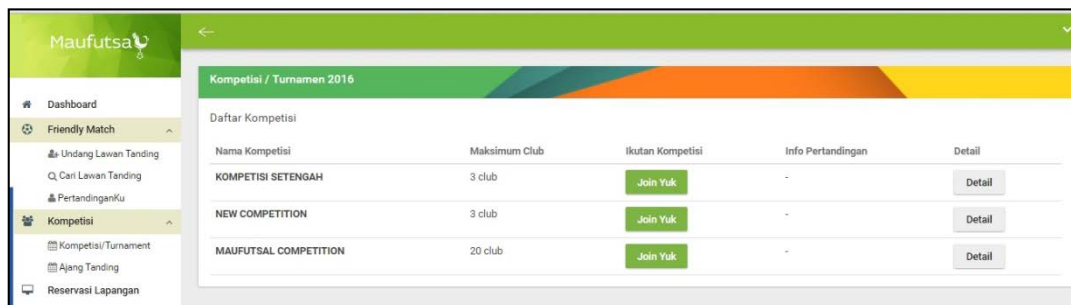 Maufutsal
Dashboard
Friendly Match
Undang Lawan Tanding
Cari Lawan Tanding
PertandinganKu
Kompetisi
Kompetisi/Turnament
Ajang Tanding
Reservasi Lapangan
Kompetisi / Turnamen 2016
Daftar Kompetisi
Nama Kompetisi Maksimum Club Ikutan Kompetisi Info Pertandingan Detail
KOMPETISI SETENGAH 3 club Join Yuk - Detail
NEW COMPETITION 3 club Join Yuk - Detail
MAUFUTSAL COMPETITION 20 club Join Yuk - Detail